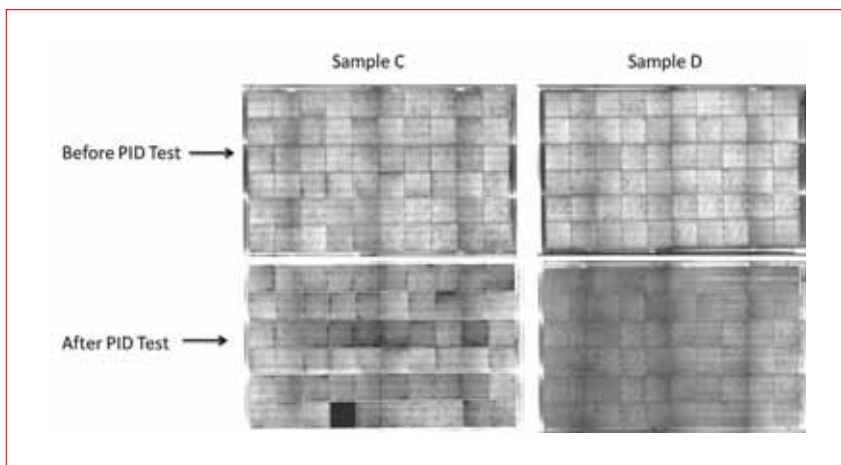 Sample C
Sample D
Before PID Test
After PID Test